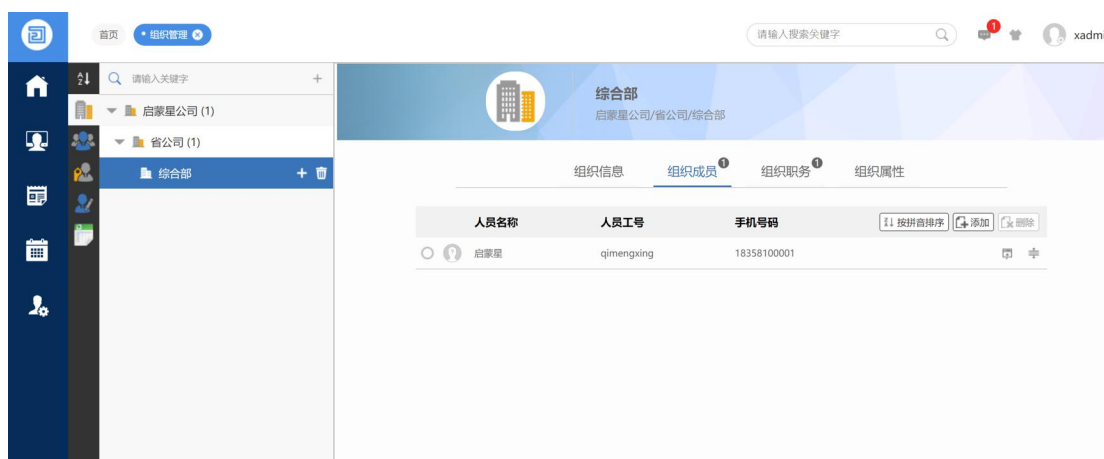 首页
• 组织管理
请输入搜索关键字
1
xadmi
请输入关键字
启蒙星公司 (1)
省公司 (1)
综合部
综合部
启蒙星公司/省公司/综合部
组织信息 组织成员 1 组织职务 1 组织属性
人员名称 人员工号 手机号码 按拼音排序 添加 删除
启蒙星 qimengxing 18358100001